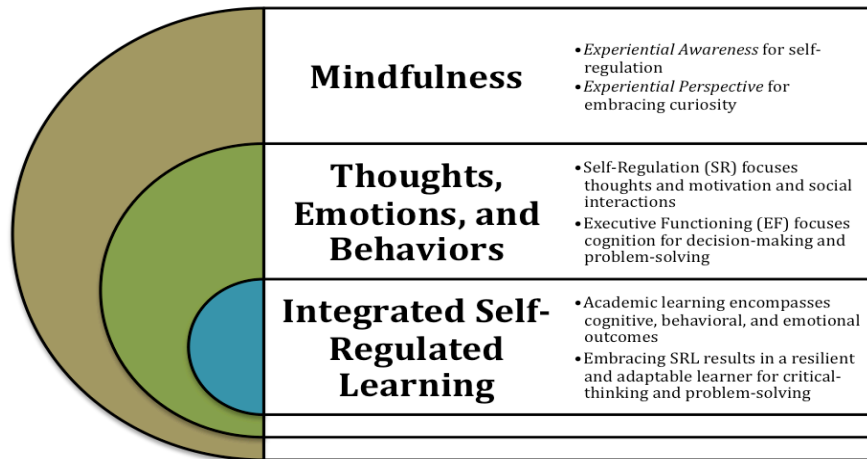 Mindfulness
•Experiential Awareness for self-
regulation
•Experiential Perspective for
embracing curiosity
Thoughts,
Emotions, and
Behaviors
•Self-Regulation (SR) focuses
thoughts and motivation and social
interactions
•Executive Functioning (EF) focuses
cognition for decision-making and
problem-solving
Integrated Self-
Regulated
Learning
•Academic learning encompasses
cognitive, behavioral, and emotional
outcomes
•Embracing SRL results in a resilient
and adaptable learner for critical-
thinking and problem-solving